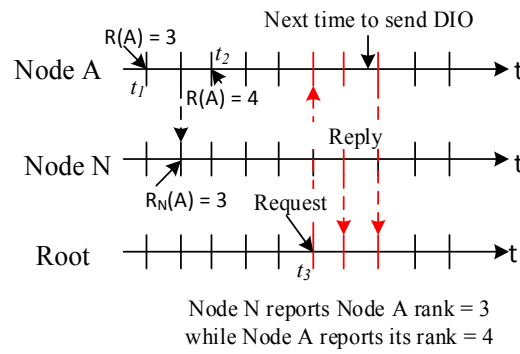 Next time to send DIO
R(A) = 3
t2
Node A
t
t1
R(A) = 4
Reply
Node N
t
RN(A) = 3
Request
Root
t
t3
Node N reports Node A rank = 3
while Node A reports its rank = 4